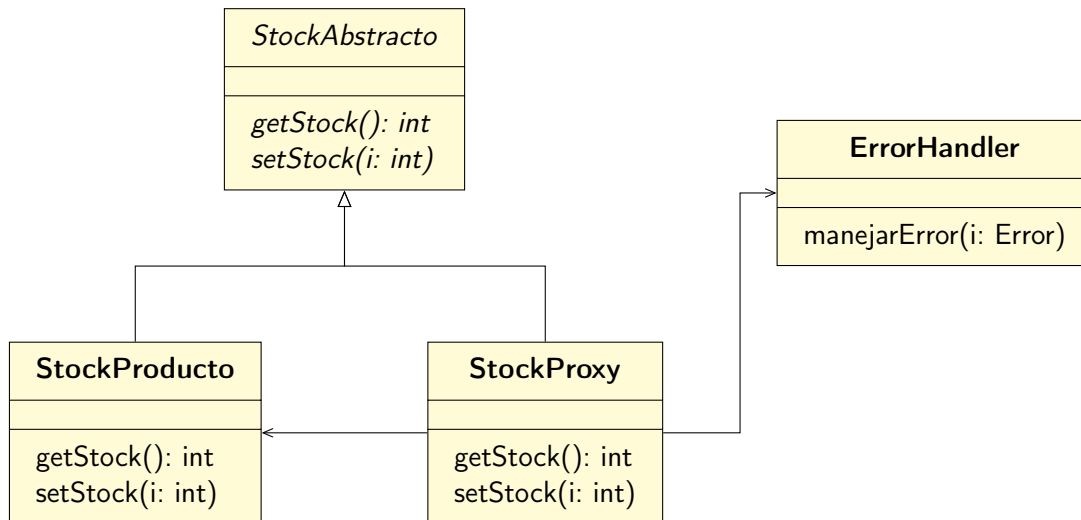 StockAbstracto
getStock(): int
setStock(i: int)
ErrorHandler
manejarError(i: Error)
StockProducto
getStock(): int
setStock(i: int)
StockProxy
getStock(): int
setStock(i: int)